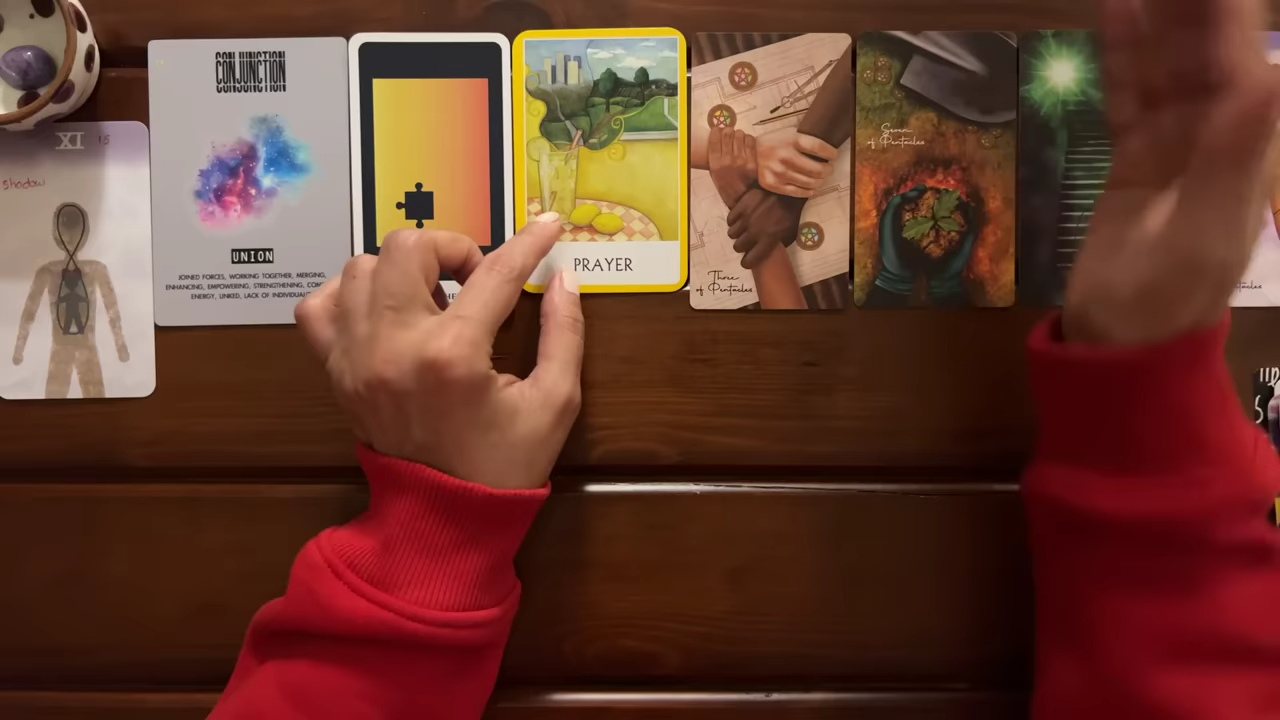 XI 15
shadow
CONJUNCTION
UNION
JOINED FORCES, WORKING TOGETHER, MERGING,
ENHANCING, EMPOWERING, STRENGTHENING,
ENERGY, LINKED, LACK OF
PRAYER
Three
of Pentacles
Seven
of Pentacles